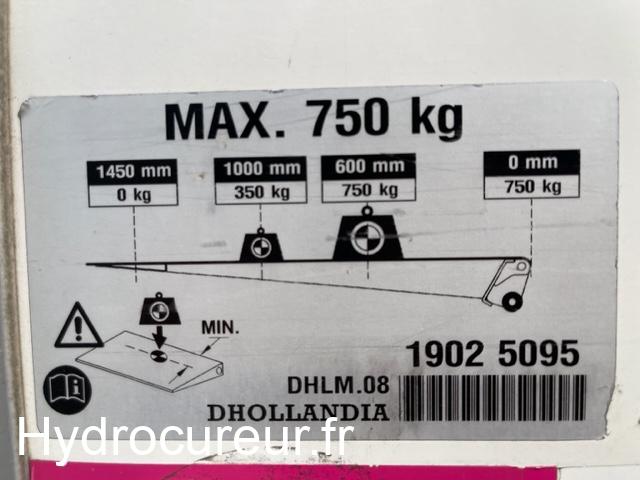 MAX. 750 kg
1450 mm 1000 mm 600 mm 0 mm
0 kg 350 kg 750 kg 750 kg
MIN.
1902 5095
DHLM.08
DHOLLANDIA
Hydrocureur.fr